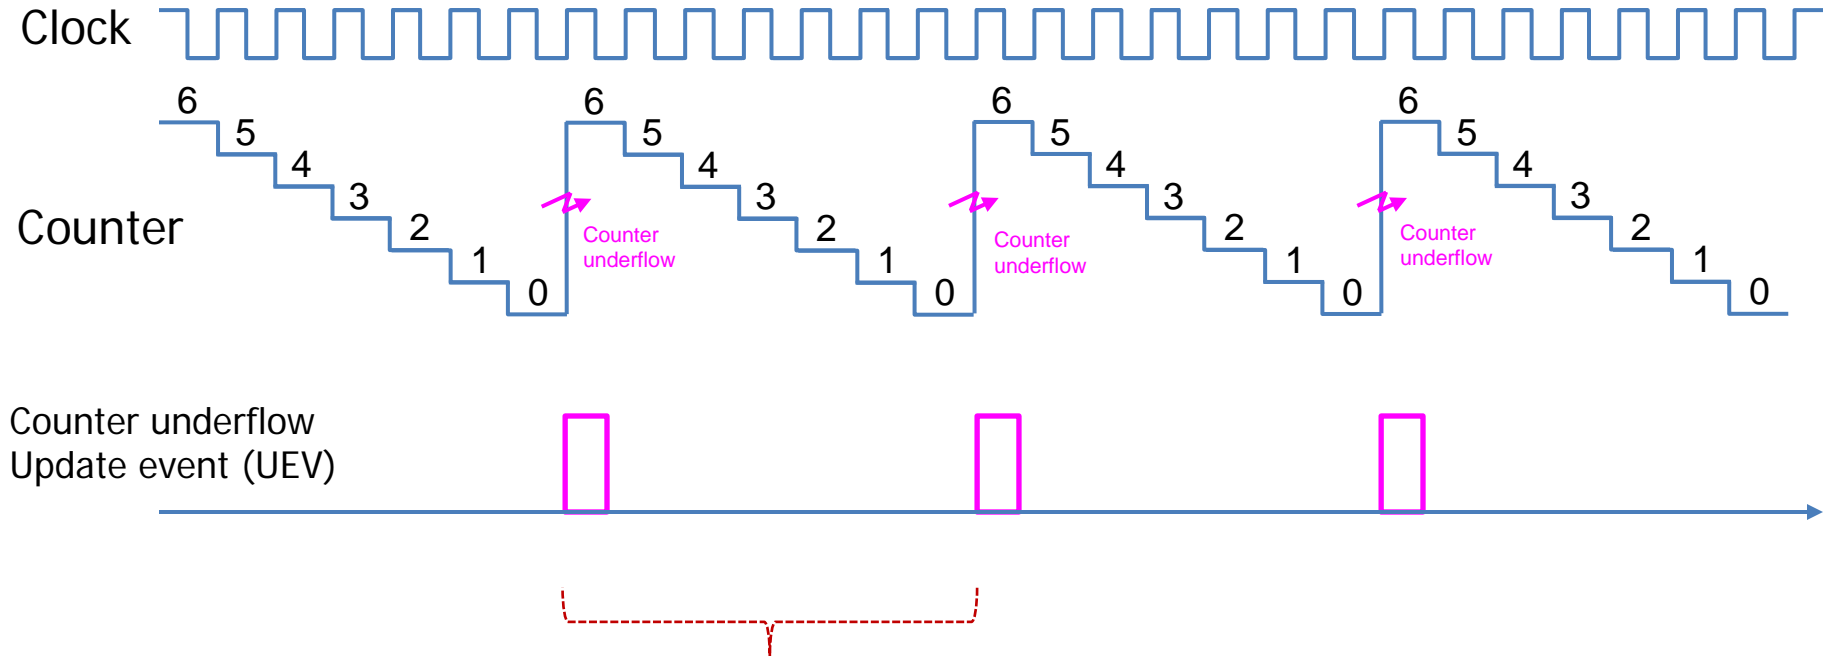 Clock
6 6 6 6
5 5 5 5
4 4 4 4
3 3 3 3
Counter
2 2 2 2
Counter
underflow
Counter
underflow
Counter
underflow
1 1 1 1
0 0 0 0
Counter underflow
Update event (UEV)